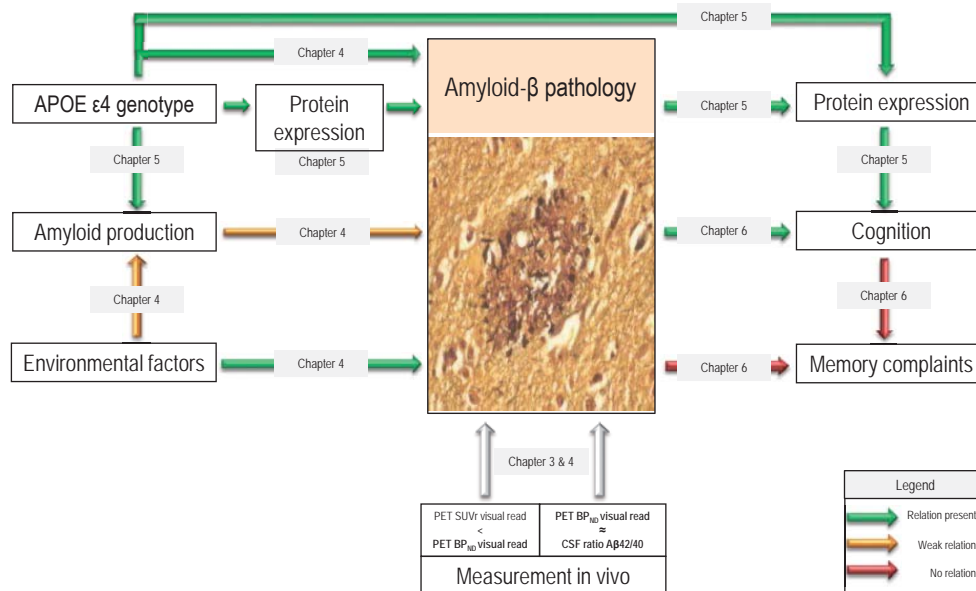 Chapter 5
Chapter 4
APOE ε4 genotype
Protein
expression
Amyloid-β pathology
Chapter 5
Protein expression
Chapter 5
Chapter 5
Chapter 5
Amyloid production
Chapter 4
Chapter 6
Cognition
Chapter 4
Chapter 6
Environmental factors
Chapter 4
Chapter 6
Memory complaints
Chapter 3 & 4
PET SUVr visual read
<
PET BP_ND visual read
PET BP_ND visual read
≈
CSF ratio Aβ42/40
Measurement in vivo
Legend
Relation present
Weak relation
No relation